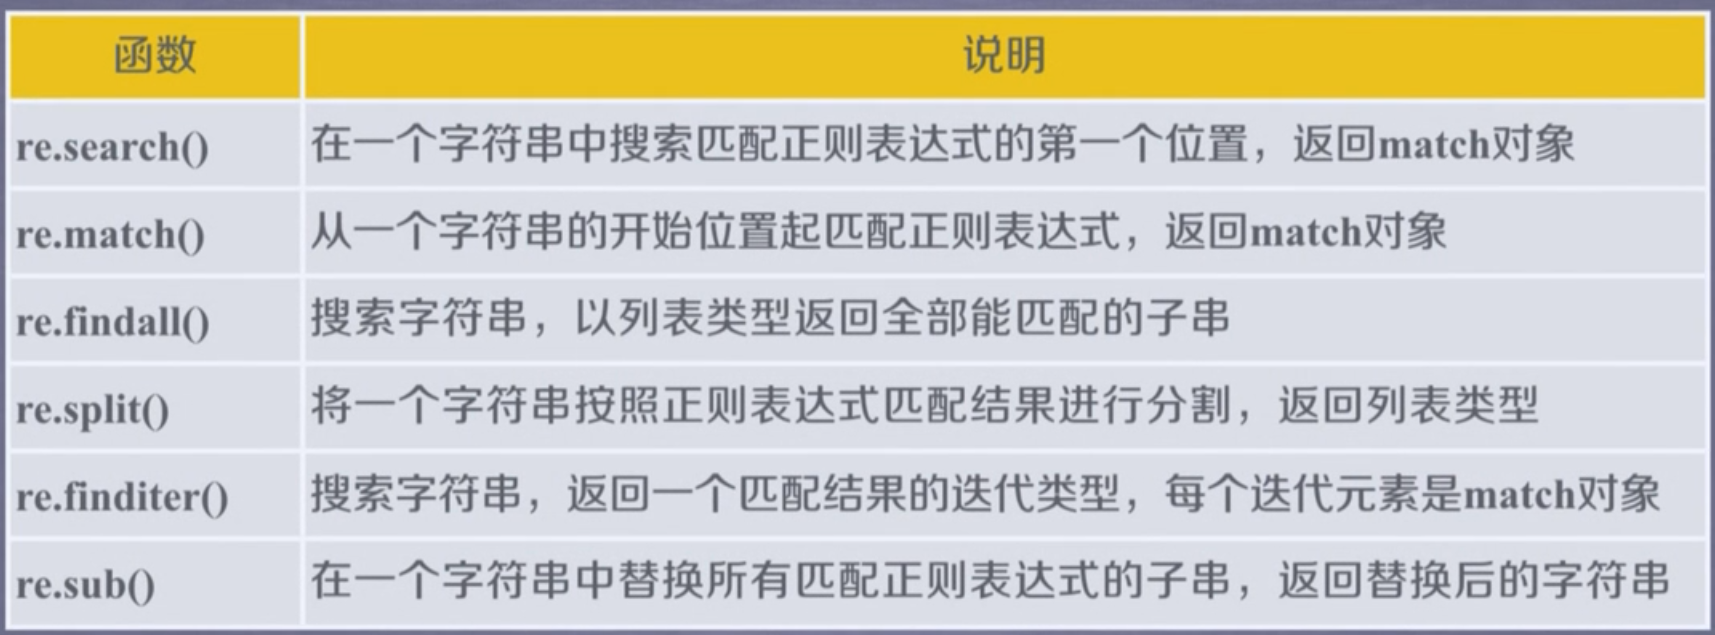 函数 说明
re.search() 在一个字符串中搜索匹配正则表达式的第一个位置，返回match对象
re.match() 从一个字符串的开始位置起匹配正则表达式，返回match对象
re.findall() 搜索字符串，以列表类型返回全部能匹配的子串
re.split() 将一个字符串按照正则表达式匹配结果进行分割，返回列表类型
re.finditer() 搜索字符串，返回一个匹配结果的迭代类型，每个迭代元素是match对象
re.sub() 在一个字符串中替换所有匹配正则表达式的子串，返回替换后的字符串